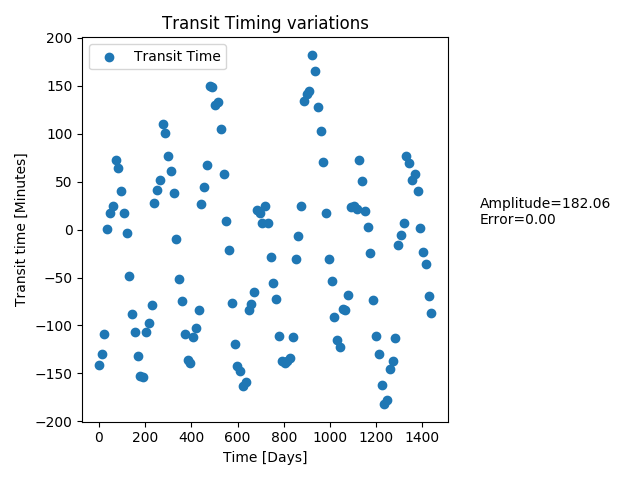 Transit Timing variations
Transit Time
Transit time [Minutes]
200
150
100
50
0
−50
−100
−150
−200
0 200 400 600 800 1000 1200 1400
Time [Days]
Amplitude=182.06
Error=0.00